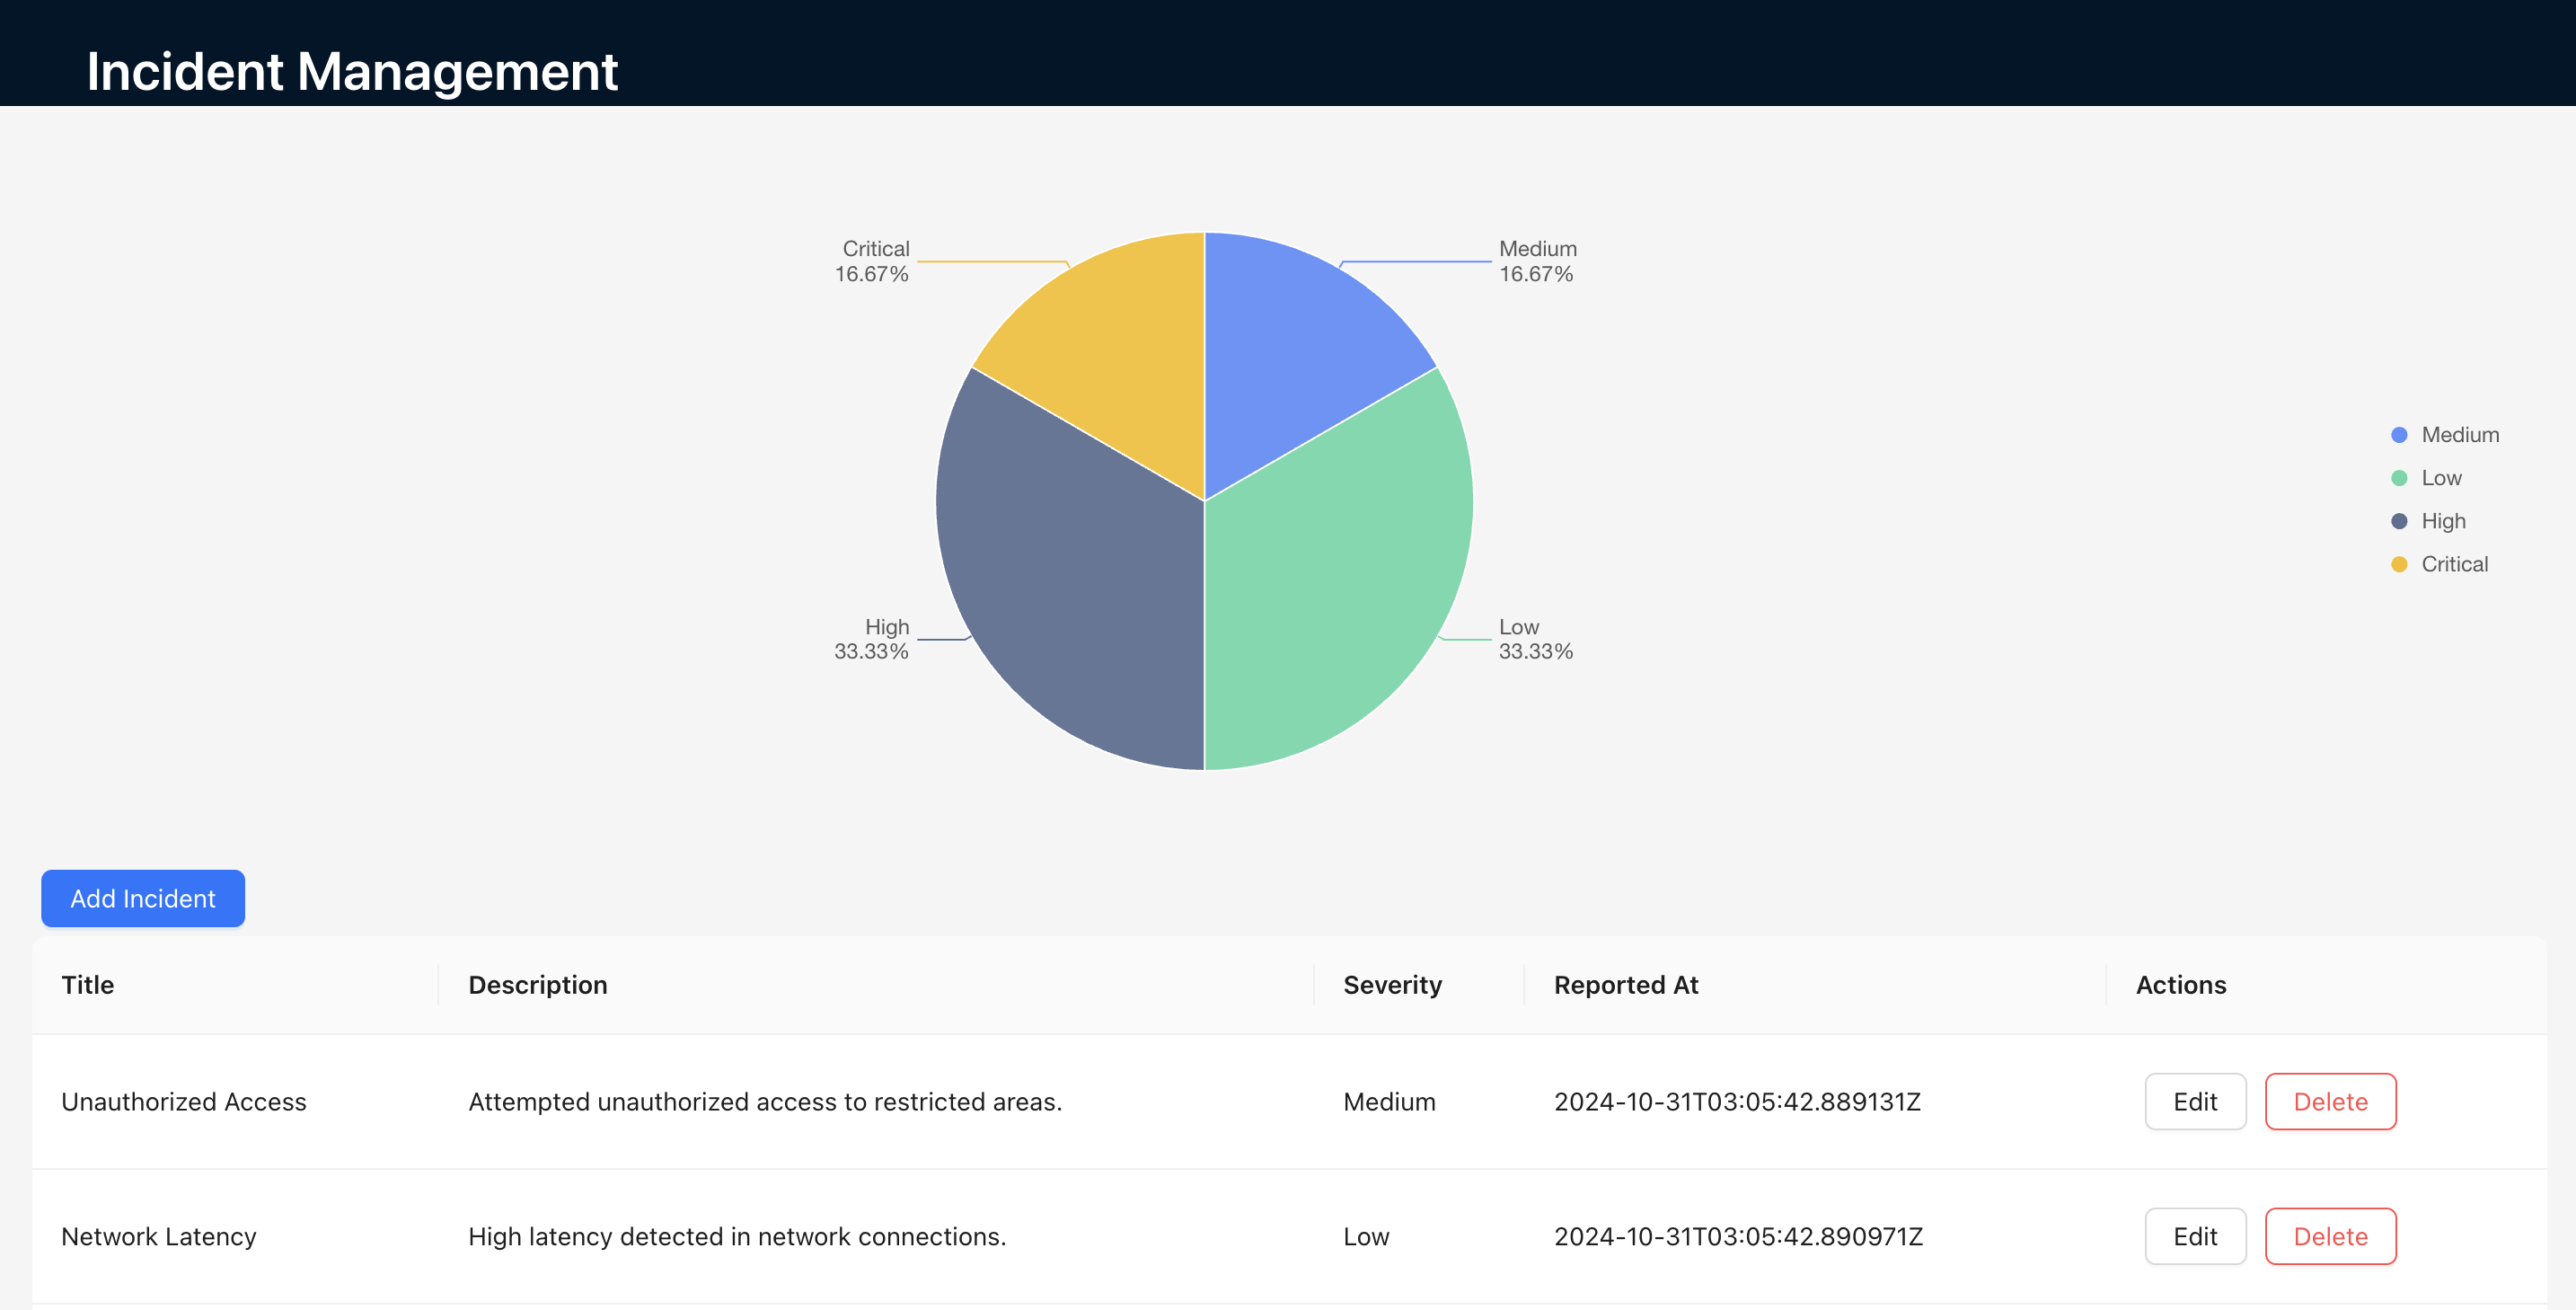 Incident Management
Critical
16.67%
Medium
16.67%
High
33.33%
Low
33.33%
Medium
Low
High
Critical
Add Incident
Title Description Severity Reported At Actions
Unauthorized Access Attempted unauthorized access to restricted areas. Medium 2024-10-31T03:05:42.889131Z Edit Delete
Network Latency High latency detected in network connections. Low 2024-10-31T03:05:42.890971Z Edit Delete